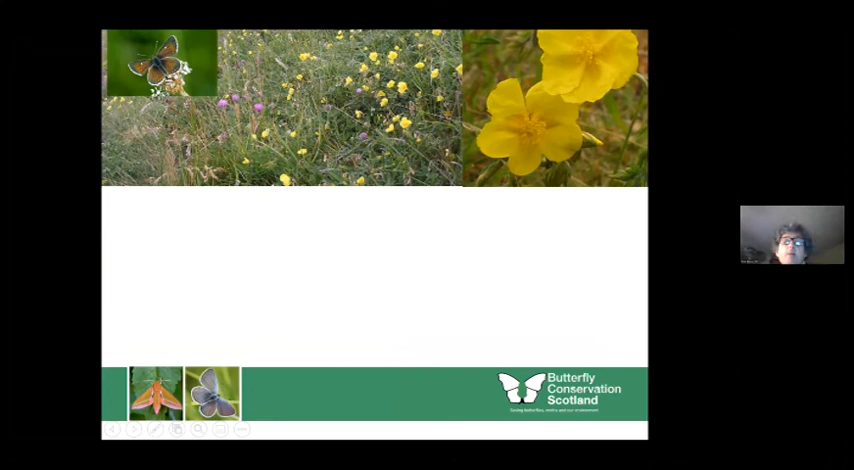 Butterfly
Conservation
Scotland
Saving butterflies, moths and our environment